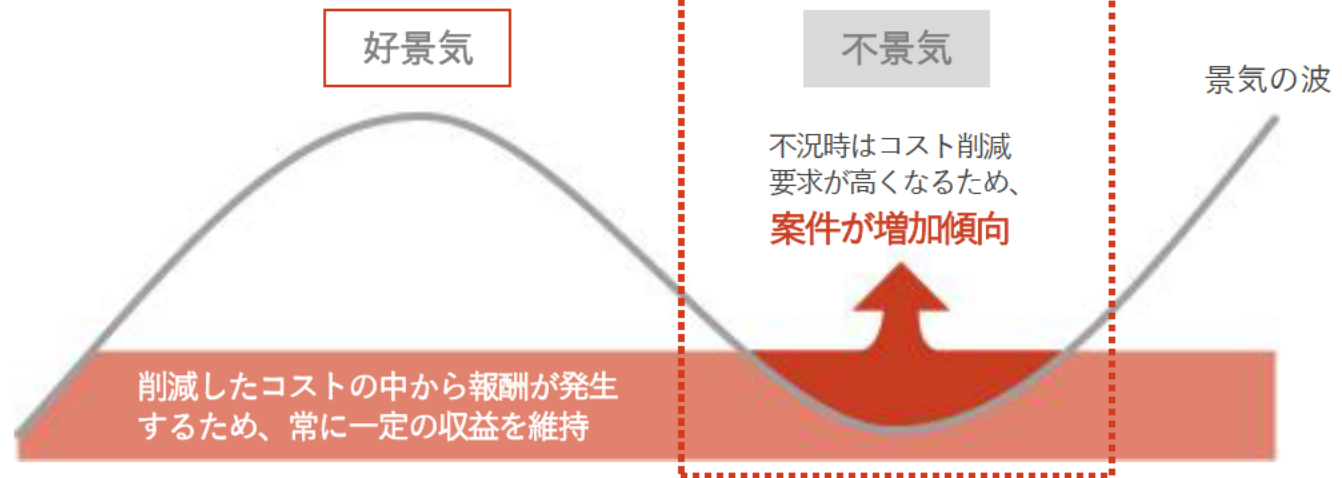 好景気
不景気
景気の波
不況時はコスト削減
要求が高くなるため、
案件が増加傾向
削減したコストの中から報酬が発生
するため、常に一定の収益を維持